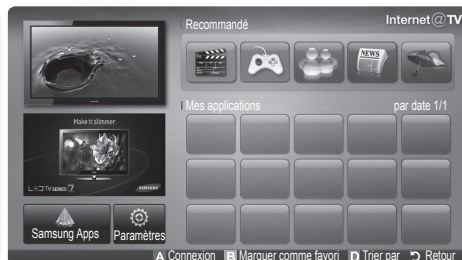 Internet@TV
Recommandé
NEWS
Mes applications par date 1/1
Make it slimmer.
LED TV SERIES 7 SAMSUNG
Samsung Apps Paramètres
A Connexion B Marquer comme favori D Trier par Retour